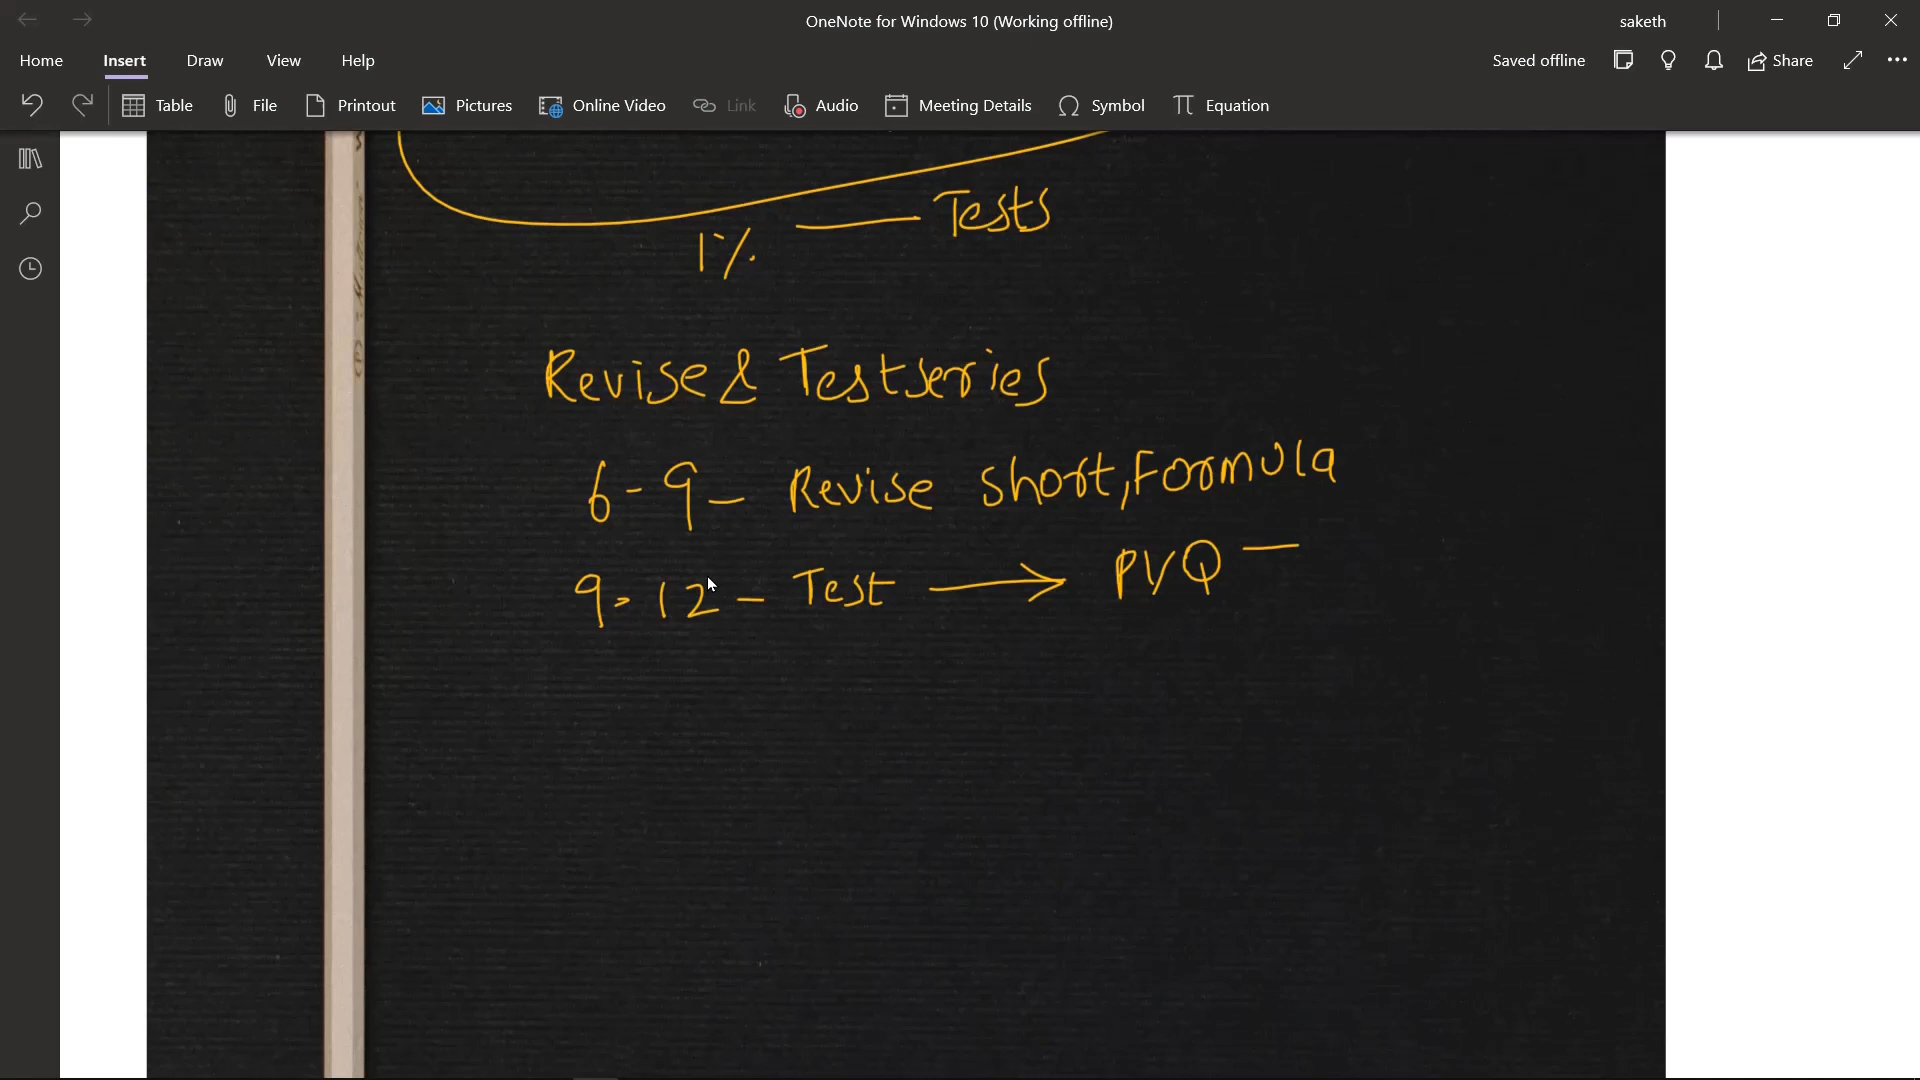 OneNote for Windows 10 (Working offline)
saketh
Home Insert Draw View Help
Saved offline Share
Table File Printout Pictures Online Video Link Audio Meeting Details Symbol Equation
1% — Tests
Revise & Testseries
6-9 - Revise short, Formula
9-12 - Test → PYQ —